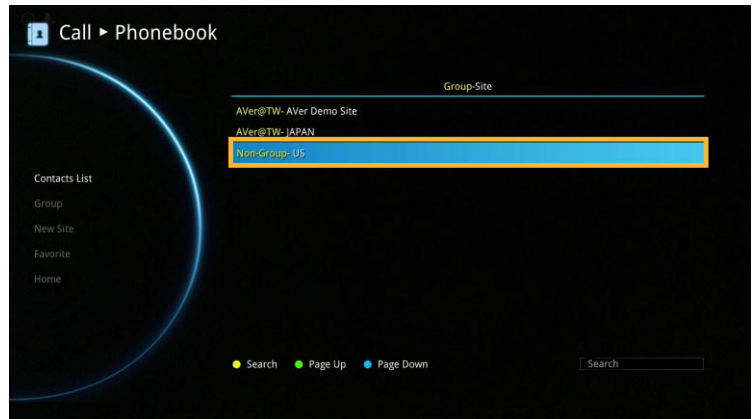 Call ► Phonebook
Group-Site
AVer@TW- AVer Demo Site
AVer@TW- JAPAN
Non-Group- US
Contacts List
Group
New Site
Favorite
Home
Search Page Up Page Down Search